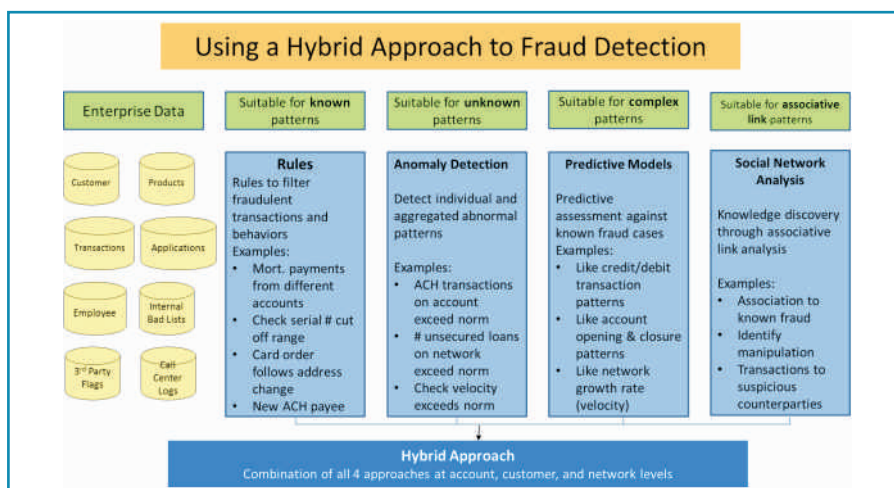 Using a Hybrid Approach to Fraud Detection
Enterprise Data
Customer
Products
Transactions
Applications
Employee
Internal
Bad Lists
3rd Party
Flags
Call
Center
Logs
Suitable for known
patterns
Rules
Rules to filter
fraudulent
transactions and
behaviors
Examples:
• Mort. payments
from different
accounts
• Check serial # cut
off range
• Card order
follows address
change
• New ACH payee
Suitable for unknown
patterns
Anomaly Detection
Detect individual and
aggregated abnormal
patterns
Examples:
• ACH transactions
on account
exceed norm
• # unsecured loans
on network
exceed norm
• Check velocity
exceeds norm
Suitable for complex
patterns
Predictive Models
Predictive
assessment against
known fraud cases
Examples:
• Like credit/debit
transaction
patterns
• Like account
opening & closure
patterns
• Like network
growth rate
(velocity)
Suitable for associative
link patterns
Social Network
Analysis
Knowledge discovery
through associative
link analysis
Examples:
• Association to
known fraud
• Identify
manipulation
• Transactions to
suspicious
counterparties
Hybrid Approach
Combination of all 4 approaches at account, customer, and network levels